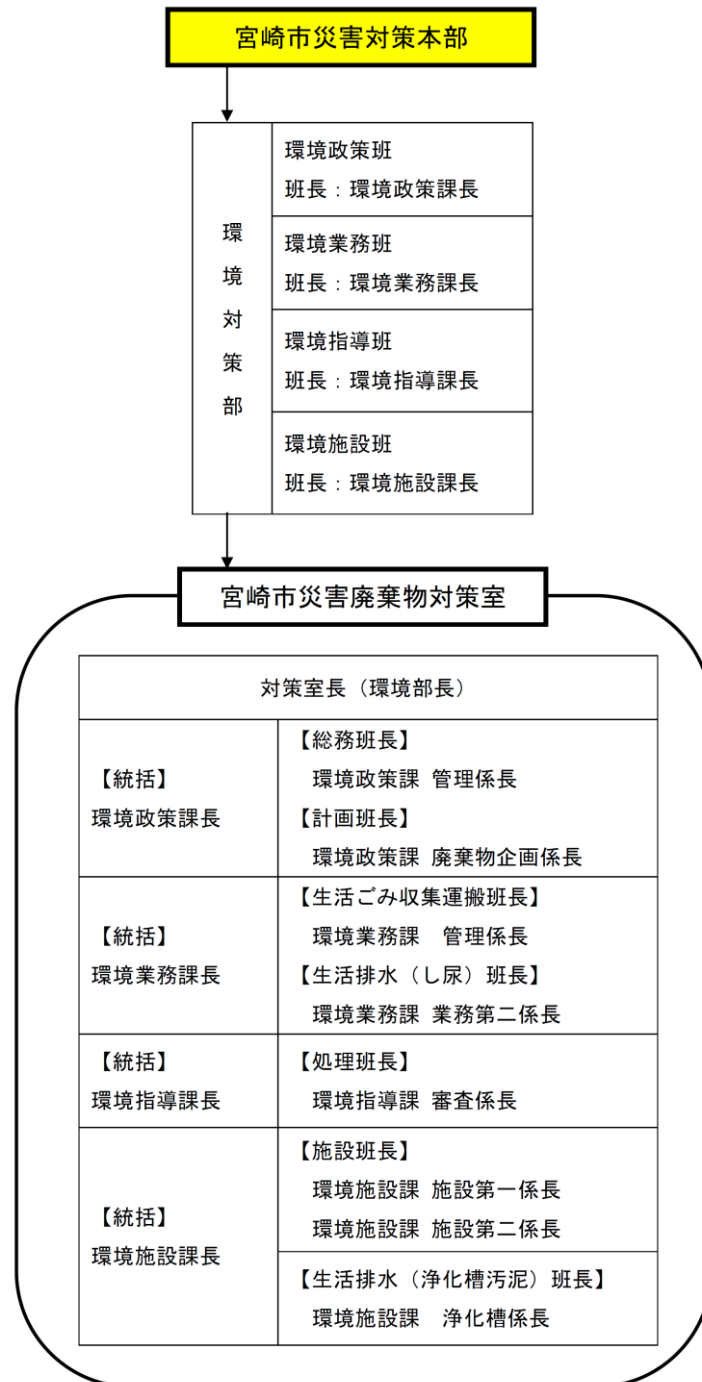 宮崎市災害対策本部
環境対策部
環境政策班
班長：環境政策課長
環境業務班
班長：環境業務課長
環境指導班
班長：環境指導課長
環境施設班
班長：環境施設課長
宮崎市災害廃棄物対策室
対策室長（環境部長）
【統括】
環境政策課長
【総務班長】
環境政策課 管理係長
【計画班長】
環境政策課 廃棄物企画係長
【統括】
環境業務課長
【生活ごみ収集運搬班長】
環境業務課　管理係長
【生活排水（し尿）班長】
環境業務課 業務第二係長
【統括】
環境指導課長
【処理班長】
環境指導課 審査係長
【統括】
環境施設課長
【施設班長】
環境施設課 施設第一係長
環境施設課 施設第二係長
【生活排水（浄化槽汚泥）班長】
環境施設課　浄化槽係長